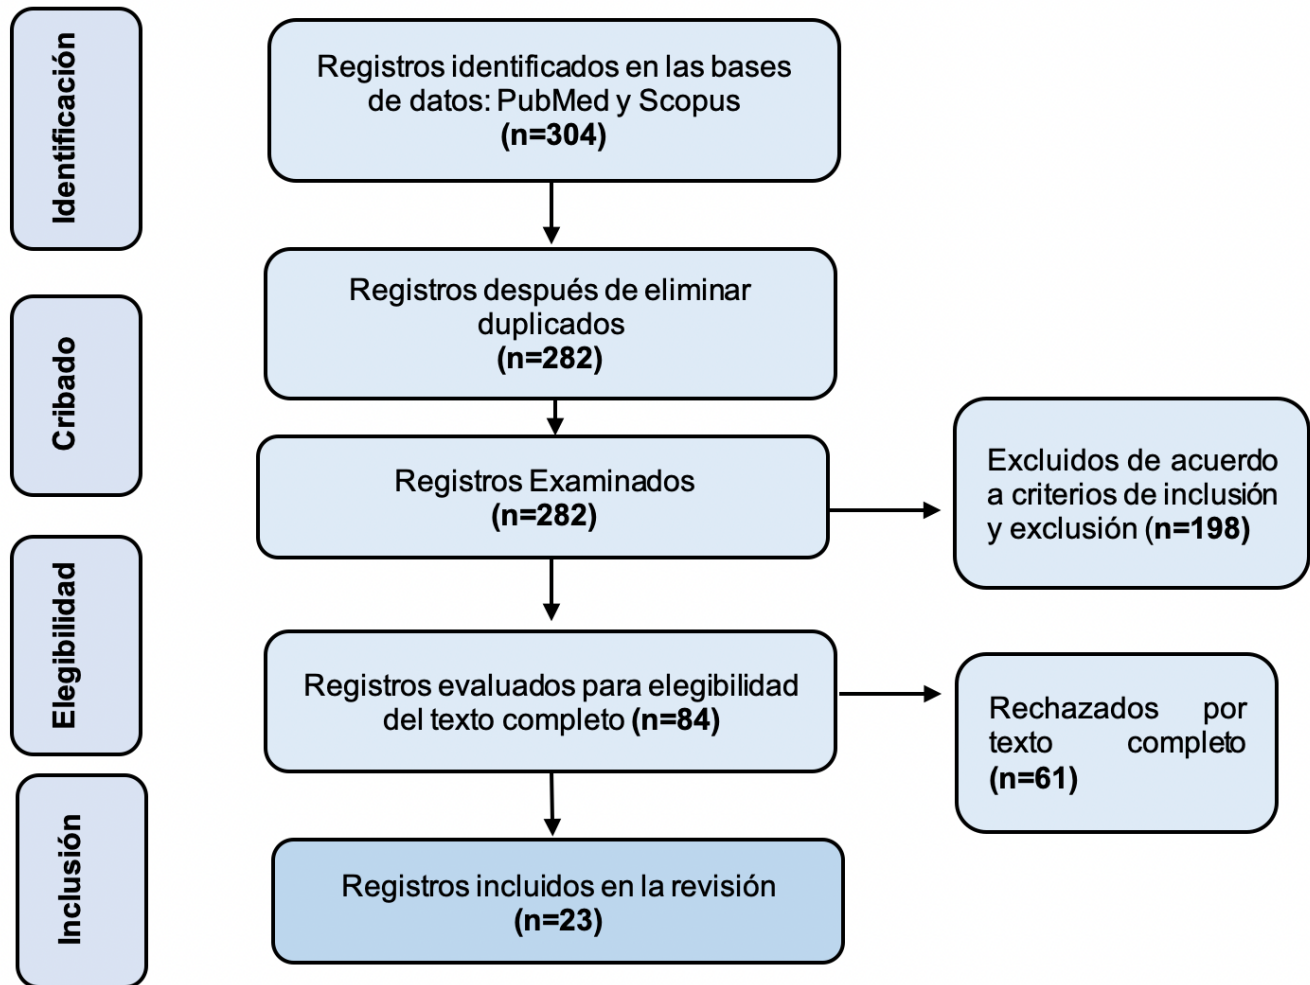 Identificación
Registros identificados en las bases
de datos: PubMed y Scopus
(n=304)
Cribado
Registros después de eliminar
duplicados
(n=282)
Registros Examinados
(n=282)
Excluidos de acuerdo
a criterios de inclusión
y exclusión (n=198)
Elegibilidad
Registros evaluados para elegibilidad
del texto completo (n=84)
Rechazados por
texto completo
(n=61)
Inclusión
Registros incluidos en la revisión
(n=23)